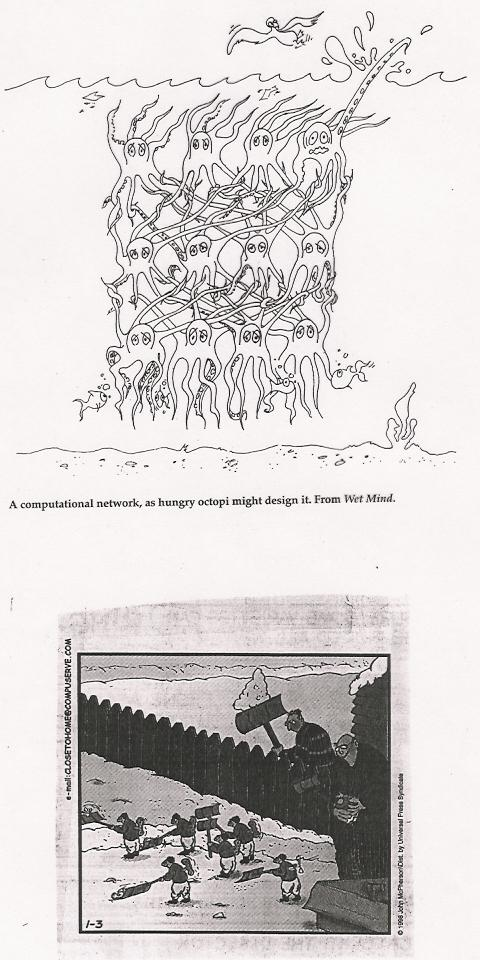 A computational network, as hungry octopi might design it. From Wet Mind.
e-mail: CLOSETOHOME@COMPUSERVE.COM
1-3
© 1996 John McPherson/Dist. by Universal Press Syndicate